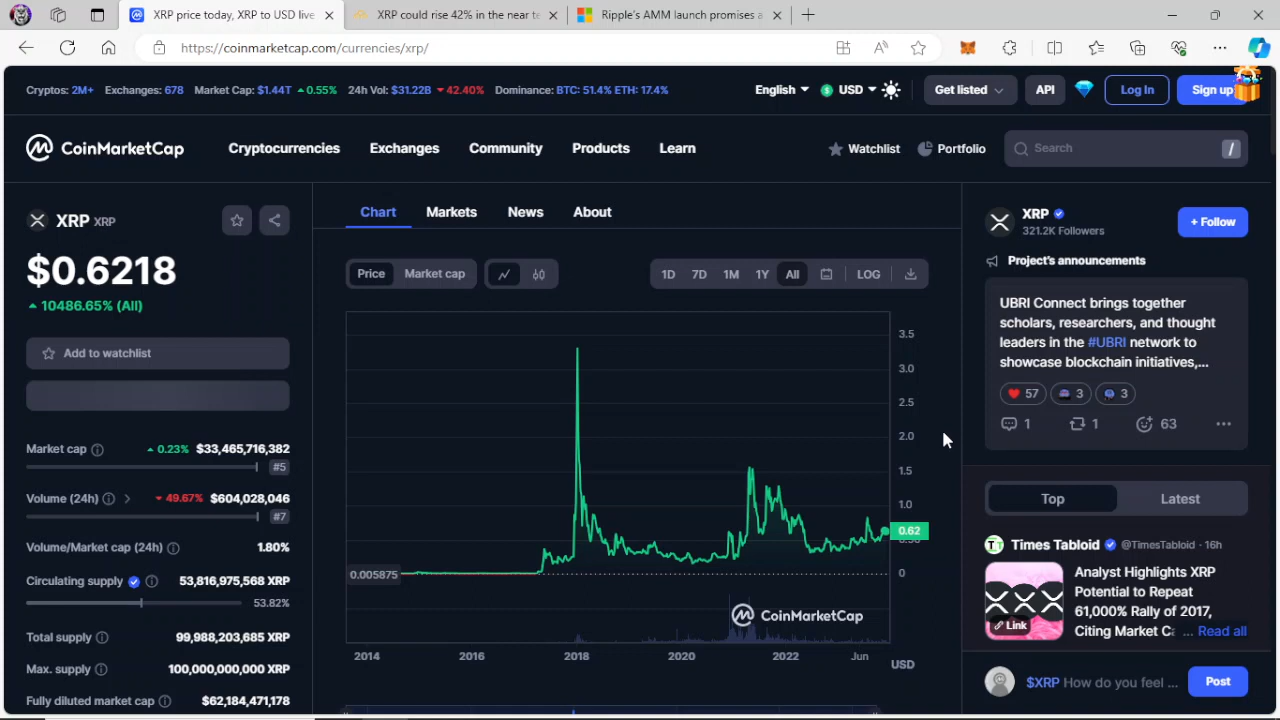 XRP price today, XRP to USD live
XRP could rise 42% in the near te
Ripple's AMM launch promises a
https://coinmarketcap.com/currencies/xrp/
Cryptos: 2M+ Exchanges: 678 Market Cap: $1.44T 0.55% 24h Vol: $31.22B 42.40% Dominance: BTC: 51.4% ETH: 17.4%
English USD Get listed API Log In Sign up
CoinMarketCap Cryptocurrencies Exchanges Community Products Learn Watchlist Portfolio Search /
XRP XRP
$0.6218
10486.65% (All)
Add to watchlist
Market cap 0.23% $33,465,716,382
#5
Volume (24h) 49.67% $604,028,046
#7
Volume/Market cap (24h) 1.80%
Circulating supply 53,816,975,568 XRP
53.82%
Total supply 99,988,203,685 XRP
Max. supply 100,000,000,000 XRP
Fully diluted market cap $62,184,471,178
Chart Markets News About
Price Market cap 1D 7D 1M 1Y All LOG
3.5
3.0
2.5
2.0
1.5
1.0
0.62
0.005875 0
CoinMarketCap
2014 2016 2018 2020 2022 Jun
USD
XRP
321.2K Followers
+ Follow
Project's announcements
UBRI Connect brings together
scholars, researchers, and thought
leaders in the #UBRI network to
showcase blockchain initiatives,...
57 3 3
1 1 63
Top Latest
Times Tabloid @TimesTabloid · 16h
Analyst Highlights XRP
Potential to Repeat
61,000% Rally of 2017,
Citing Market C ... Read all
Link
$XRP How do you feel ... Post